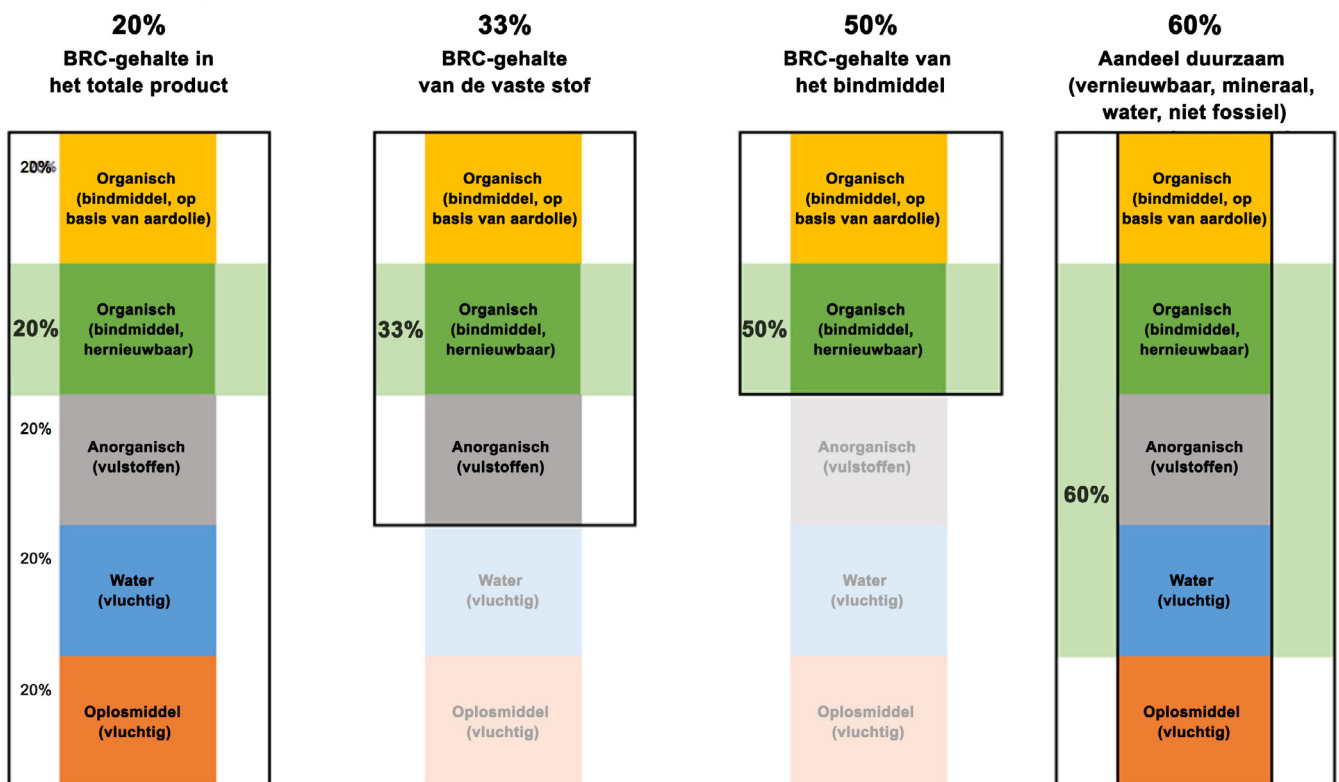 20%
BRC-gehalte in
het totale product
33%
BRC-gehalte
van de vaste stof
50%
BRC-gehalte van
het bindmiddel
60%
Aandeel duurzaam
(vernieuwbaar, mineraal,
water, niet fossiel)
20%
Organisch
(bindmiddel, op
basis van aardolie)
20%
Organisch
(bindmiddel,
hernieuwbaar)
20%
Anorganisch
(vulstoffen)
20%
Water
(vluchtig)
20%
Oplosmiddel
(vluchtig)
Organisch
(bindmiddel, op
basis van aardolie)
33%
Organisch
(bindmiddel,
hernieuwbaar)
Anorganisch
(vulstoffen)
Water
(vluchtig)
Oplosmiddel
(vluchtig)
Organisch
(bindmiddel, op
basis van aardolie)
50%
Organisch
(bindmiddel,
hernieuwbaar)
Anorganisch
(vulstoffen)
Water
(vluchtig)
Oplosmiddel
(vluchtig)
Organisch
(bindmiddel, op
basis van aardolie)
Organisch
(bindmiddel,
hernieuwbaar)
Anorganisch
(vulstoffen)
60%
Water
(vluchtig)
Oplosmiddel
(vluchtig)